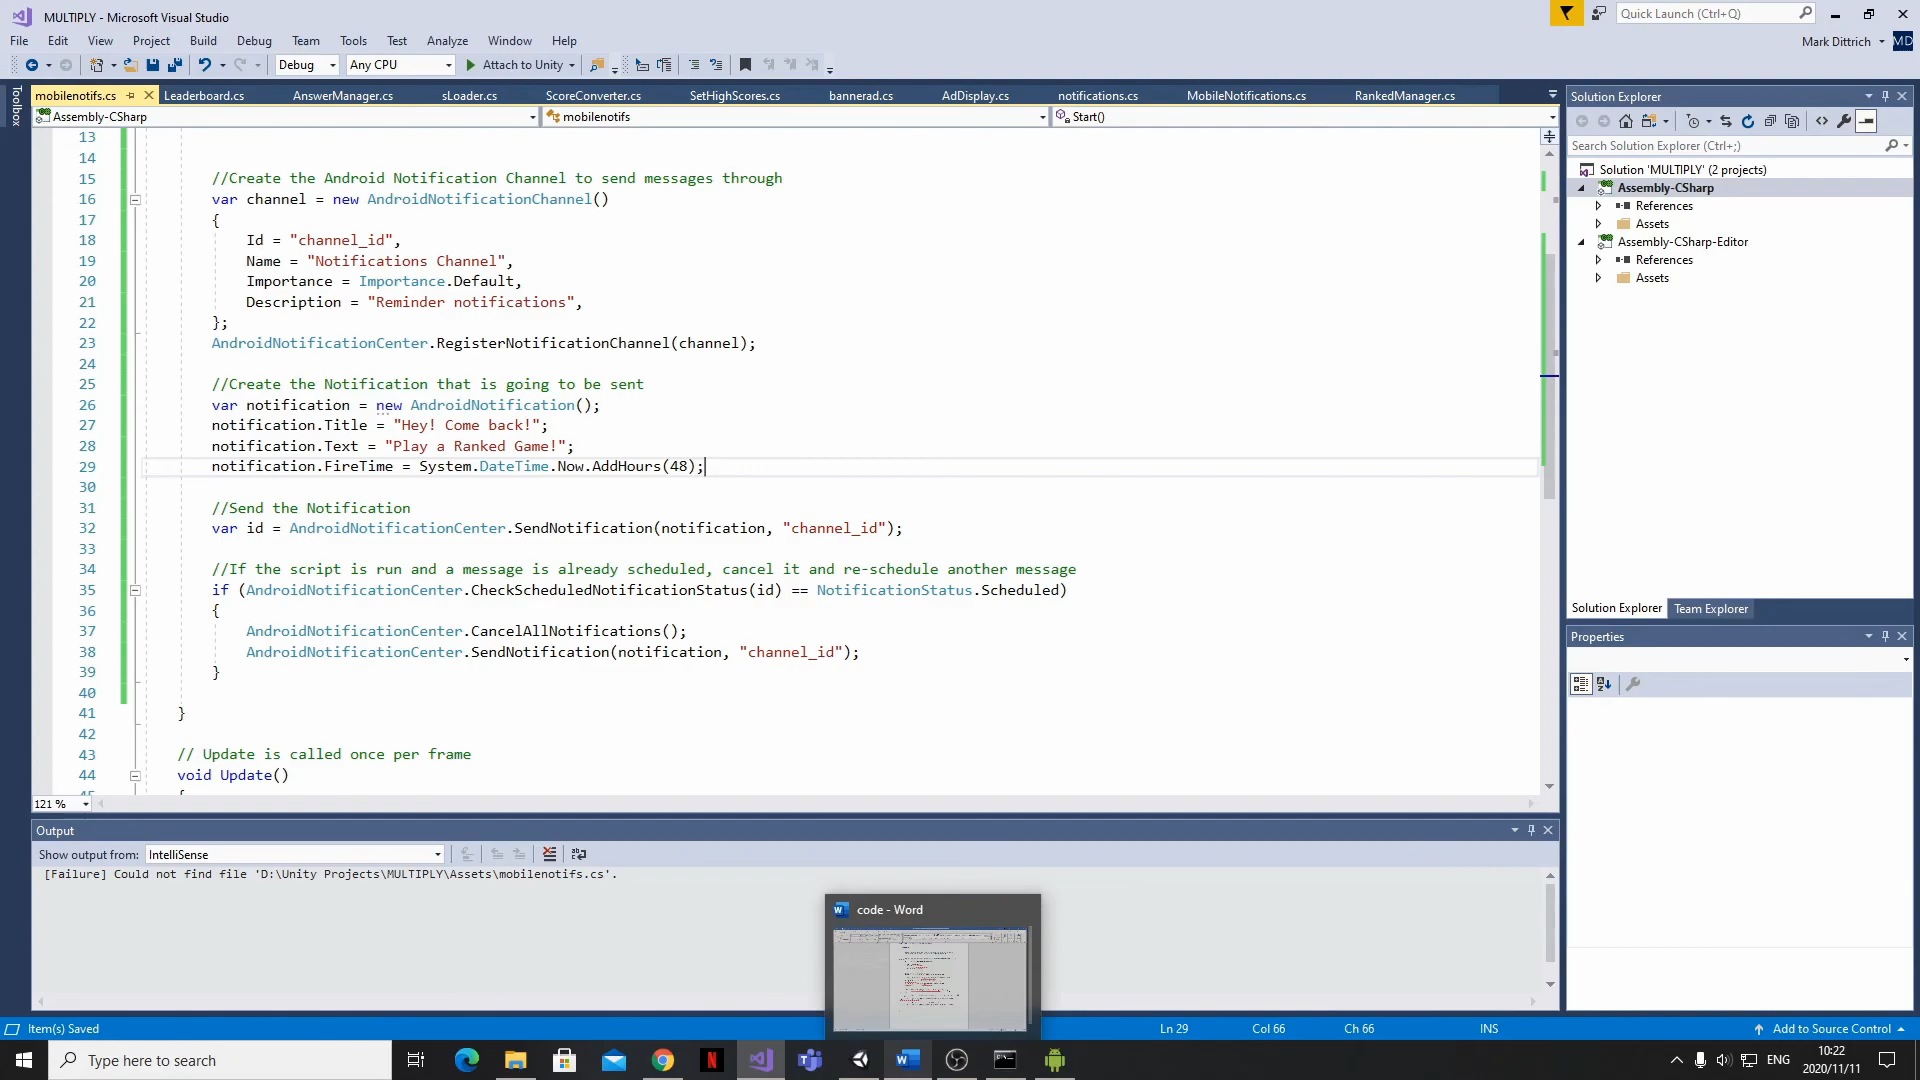 MULTIPLY - Microsoft Visual Studio
Quick Launch (Ctrl+Q)
File Edit View Project Build Debug Team Tools Test Analyze Window Help
Mark Dittrich MD
Debug Any CPU Attach to Unity
Toolbox
mobilenotifs.cs Leaderboard.cs AnswerManager.cs sLoader.cs ScoreConverter.cs SetHighScores.cs bannerad.cs AdDisplay.cs notifications.cs MobileNotifications.cs RankedManager.cs
Assembly-CSharp mobilenotifs Start()
13
14
15 //Create the Android Notification Channel to send messages through
16 var channel = new AndroidNotificationChannel()
17 {
18 Id = "channel_id",
19 Name = "Notifications Channel",
20 Importance = Importance.Default,
21 Description = "Reminder notifications",
22 };
23 AndroidNotificationCenter.RegisterNotificationChannel(channel);
24
25 //Create the Notification that is going to be sent
26 var notification = new AndroidNotification();
27 notification.Title = "Hey! Come back!";
28 notification.Text = "Play a Ranked Game!";
29 notification.FireTime = System.DateTime.Now.AddHours(48);
30
31 //Send the Notification
32 var id = AndroidNotificationCenter.SendNotification(notification, "channel_id");
33
34 //If the script is run and a message is already scheduled, cancel it and re-schedule another message
35 if (AndroidNotificationCenter.CheckScheduledNotificationStatus(id) == NotificationStatus.Scheduled)
36 {
37 AndroidNotificationCenter.CancelAllNotifications();
38 AndroidNotificationCenter.SendNotification(notification, "channel_id");
39 }
40
41 }
42
43 // Update is called once per frame
44 void Update()
121 %
Output
Show output from: IntelliSense
[Failure] Could not find file 'D:\Unity Projects\MULTIPLY\Assets\mobilenotifs.cs'.
Solution Explorer
Search Solution Explorer (Ctrl+;)
Solution 'MULTIPLY' (2 projects)
Assembly-CSharp
References
Assets
Assembly-CSharp-Editor
References
Assets
Solution Explorer Team Explorer
Properties
code - Word
Item(s) Saved Ln 29 Col 66 Ch 66 INS Add to Source Control
Type here to search
ENG
10:22
2020/11/11